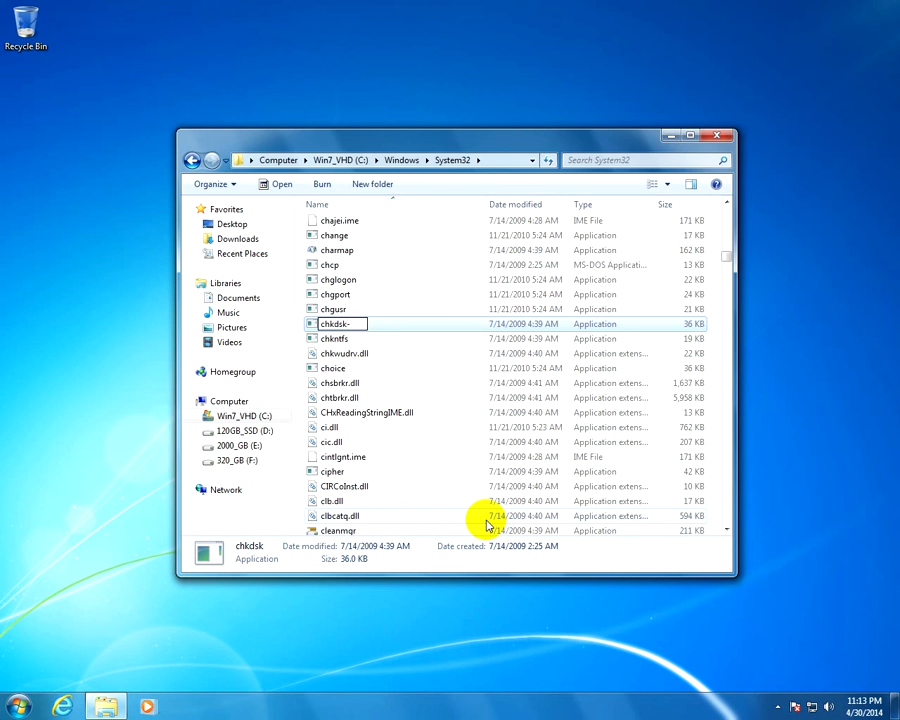 Recycle Bin
Computer Win7_VHD (C:) Windows System32
Search System32
Organize Open Burn New folder
Name Date modified Type Size
Favorites
Desktop
Downloads
Recent Places
Libraries
Documents
Music
Pictures
Videos
Homegroup
Computer
Win7_VHD (C:)
120GB_SSD (D:)
2000_GB (E:)
320_GB (F:)
Network
chajei.ime 7/14/2009 4:28 AM IME File 171 KB
change 11/21/2010 5:24 AM Application 17 KB
charmap 7/14/2009 4:39 AM Application 162 KB
chcp 7/14/2009 2:25 AM MS-DOS Applicati... 13 KB
chglogon 11/21/2010 5:24 AM Application 21 KB
chgport 11/21/2010 5:24 AM Application 24 KB
chgusr 11/21/2010 5:24 AM Application 22 KB
chkdsk- 7/14/2009 4:39 AM Application 36 KB
chkntfs 7/14/2009 4:39 AM Application 19 KB
chkwudrv.dll 7/14/2009 4:40 AM Application extens... 22 KB
choice 11/21/2010 5:24 AM Application 36 KB
chsbrkr.dll 7/14/2009 4:41 AM Application extens... 1,637 KB
chtbrkr.dll 7/14/2009 4:41 AM Application extens... 5,958 KB
CHxReadingStringIME.dll 7/14/2009 4:40 AM Application extens... 13 KB
ci.dll 11/21/2010 5:23 AM Application extens... 762 KB
cic.dll 7/14/2009 4:40 AM Application extens... 207 KB
cintlgnt.ime 7/14/2009 4:28 AM IME File 171 KB
cipher 7/14/2009 4:39 AM Application 42 KB
CIRCoInst.dll 7/14/2009 4:40 AM Application extens... 10 KB
clb.dll 7/14/2009 4:40 AM Application extens... 17 KB
clbcatq.dll 7/14/2009 4:40 AM Application extens... 594 KB
cleanmgr 7/14/2009 4:39 AM Application 211 KB
chkdsk Date modified: 7/14/2009 4:39 AM Date created: 7/14/2009 2:25 AM
Application Size: 36.0 KB
11:13 PM
4/30/2014